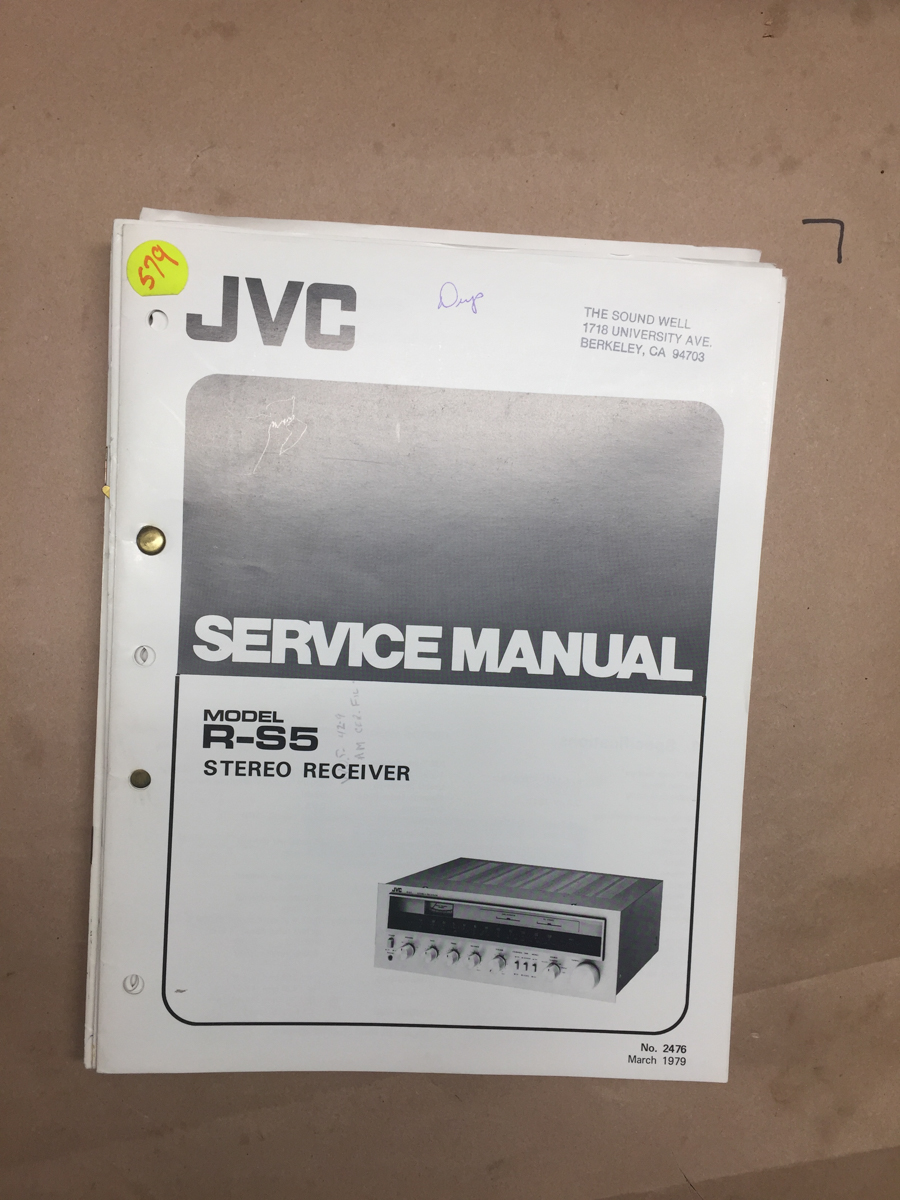 579
JVC
Dup
THE SOUND WELL
1718 UNIVERSITY AVE.
BERKELEY, CA 94703
SERVICE MANUAL
MODEL
R-S5
STEREO RECEIVER
JVC
No. 2476
March 1979